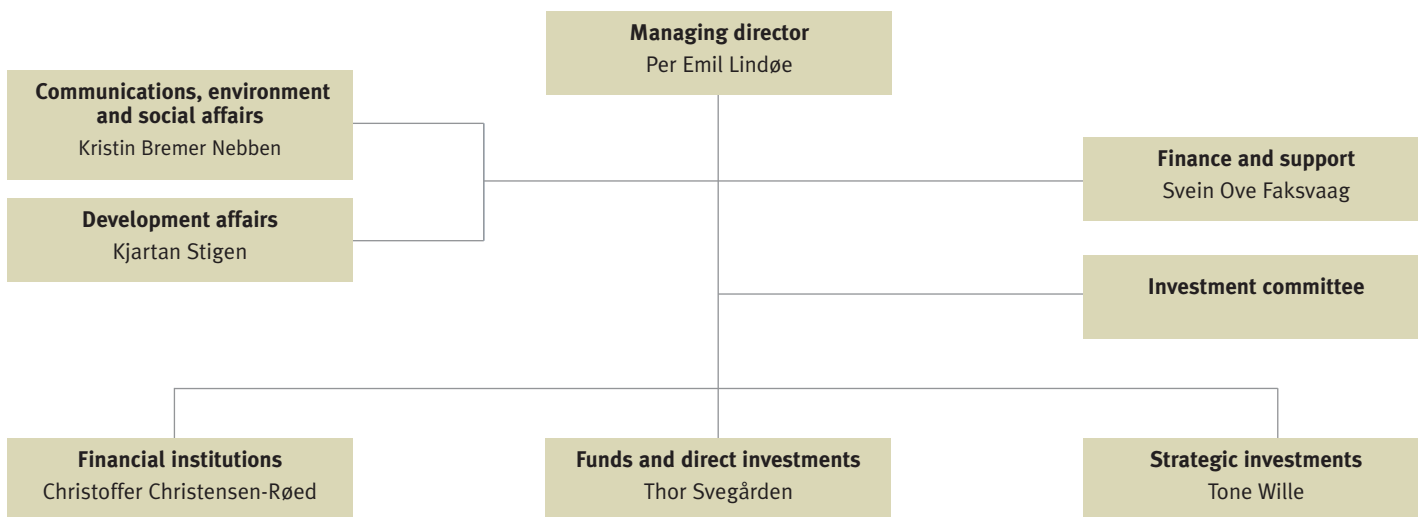 Managing director
Per Emil Lindøe
Communications, environment
and social affairs
Kristin Bremer Nebben
Finance and support
Svein Ove Faksvaag
Development affairs
Kjartan Stigen
Investment committee
Financial institutions
Christoffer Christensen-Røed
Funds and direct investments
Thor Svegården
Strategic investments
Tone Wille